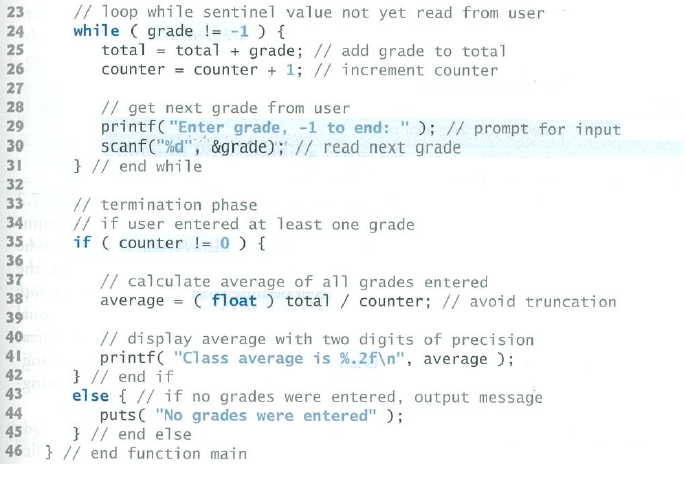 23 // loop while sentinel value not yet read from user
24 while ( grade != -1 ) {
25 total = total + grade; // add grade to total
26 counter = counter + 1; // increment counter
27
28 // get next grade from user
29 printf( "Enter grade, -1 to end: " ); // prompt for input
30 scanf("%d", &grade); // read next grade
31 } // end while
32
33 // termination phase
34 // if user entered at least one grade
35 if ( counter != 0 ) {
36
37 // calculate average of all grades entered
38 average = ( float ) total / counter; // avoid truncation
39
40 // display average with two digits of precision
41 printf( "Class average is %.2f\n", average );
42 } // end if
43 else { // if no grades were entered, output message
44 puts( "No grades were entered" );
45 } // end else
46 } // end function main